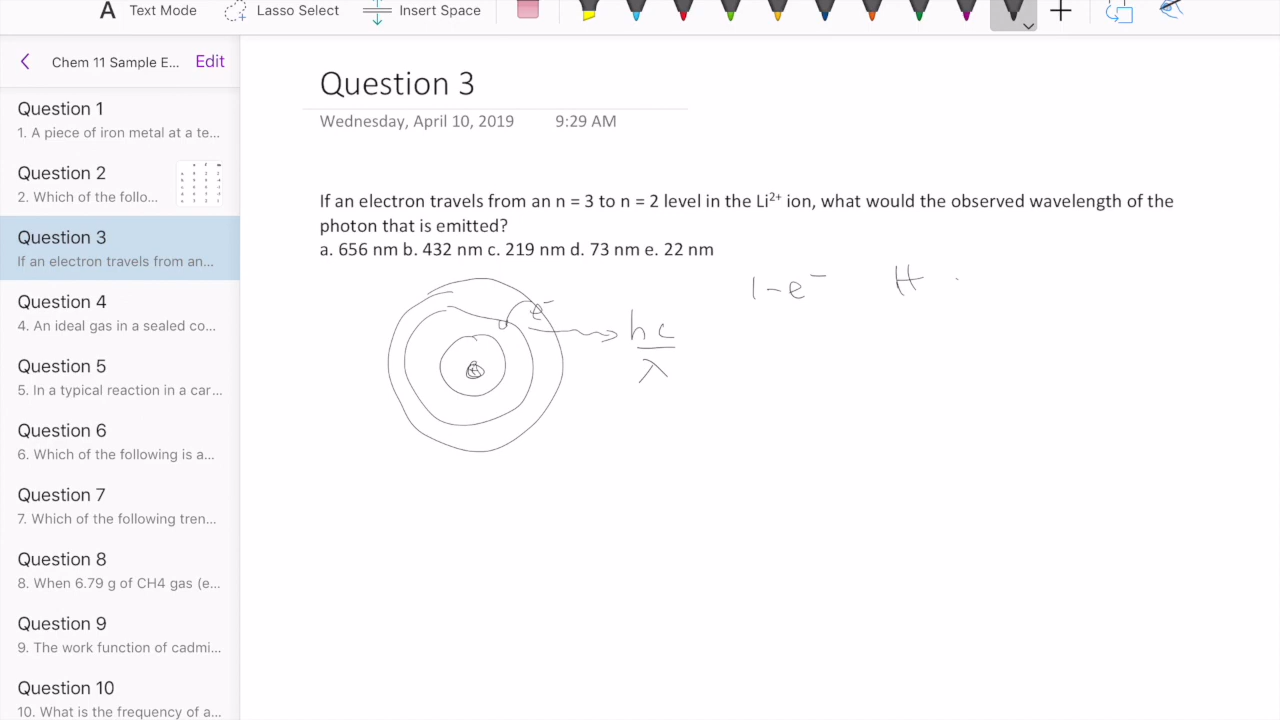 Text Mode
Lasso Select
Insert Space
Chem 11 Sample E...
Edit
Question 1
1. A piece of iron metal at a te...
Question 2
2. Which of the follo...
Question 3
If an electron travels from an...
Question 4
4. An ideal gas in a sealed co...
Question 5
5. In a typical reaction in a car...
Question 6
6. Which of the following is a...
Question 7
7. Which of the following tren...
Question 8
8. When 6.79 g of CH4 gas (e...
Question 9
9. The work function of cadmi...
Question 10
10. What is the frequency of a...
Question 3
Wednesday, April 10, 2019 9:29 AM
If an electron travels from an n = 3 to n = 2 level in the Li²⁺ ion, what would the observed wavelength of the
photon that is emitted?
a. 656 nm b. 432 nm c. 219 nm d. 73 nm e. 22 nm
1-e⁻ H
e⁻
hc
λ
+